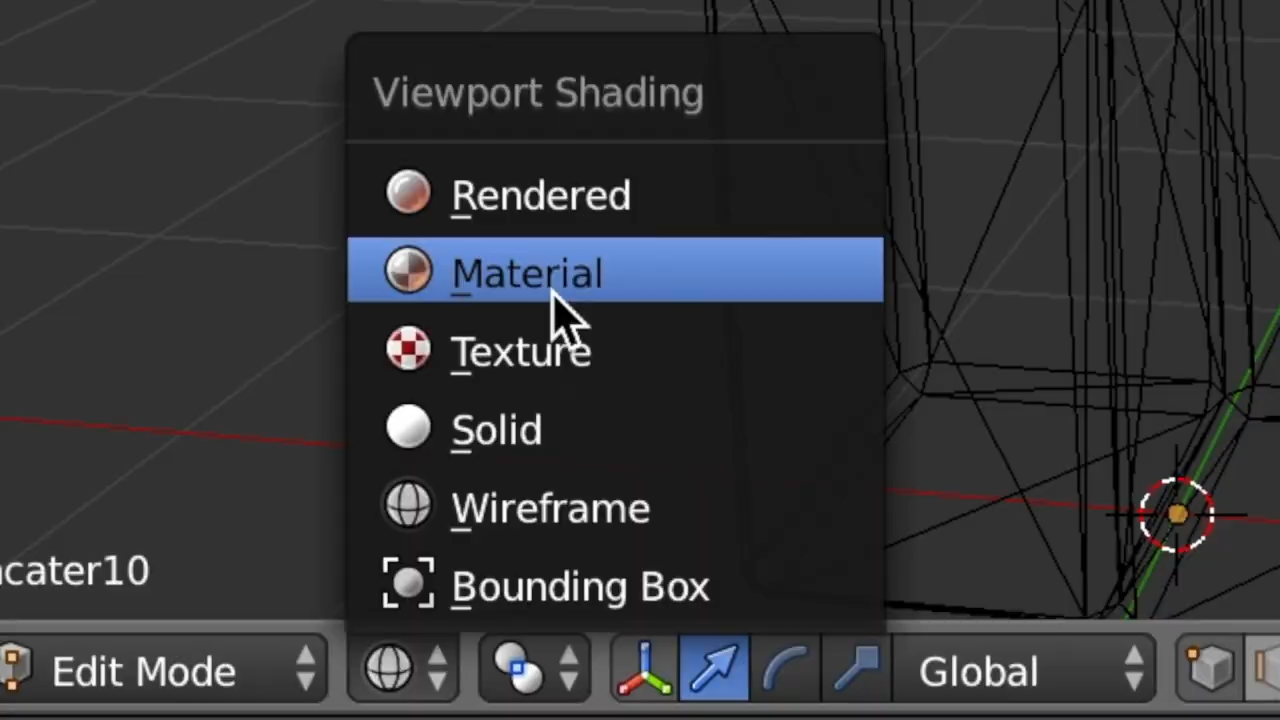 Viewport Shading
Rendered
Material
Texture
Solid
Wireframe
Bounding Box
cater10
Edit Mode
Global